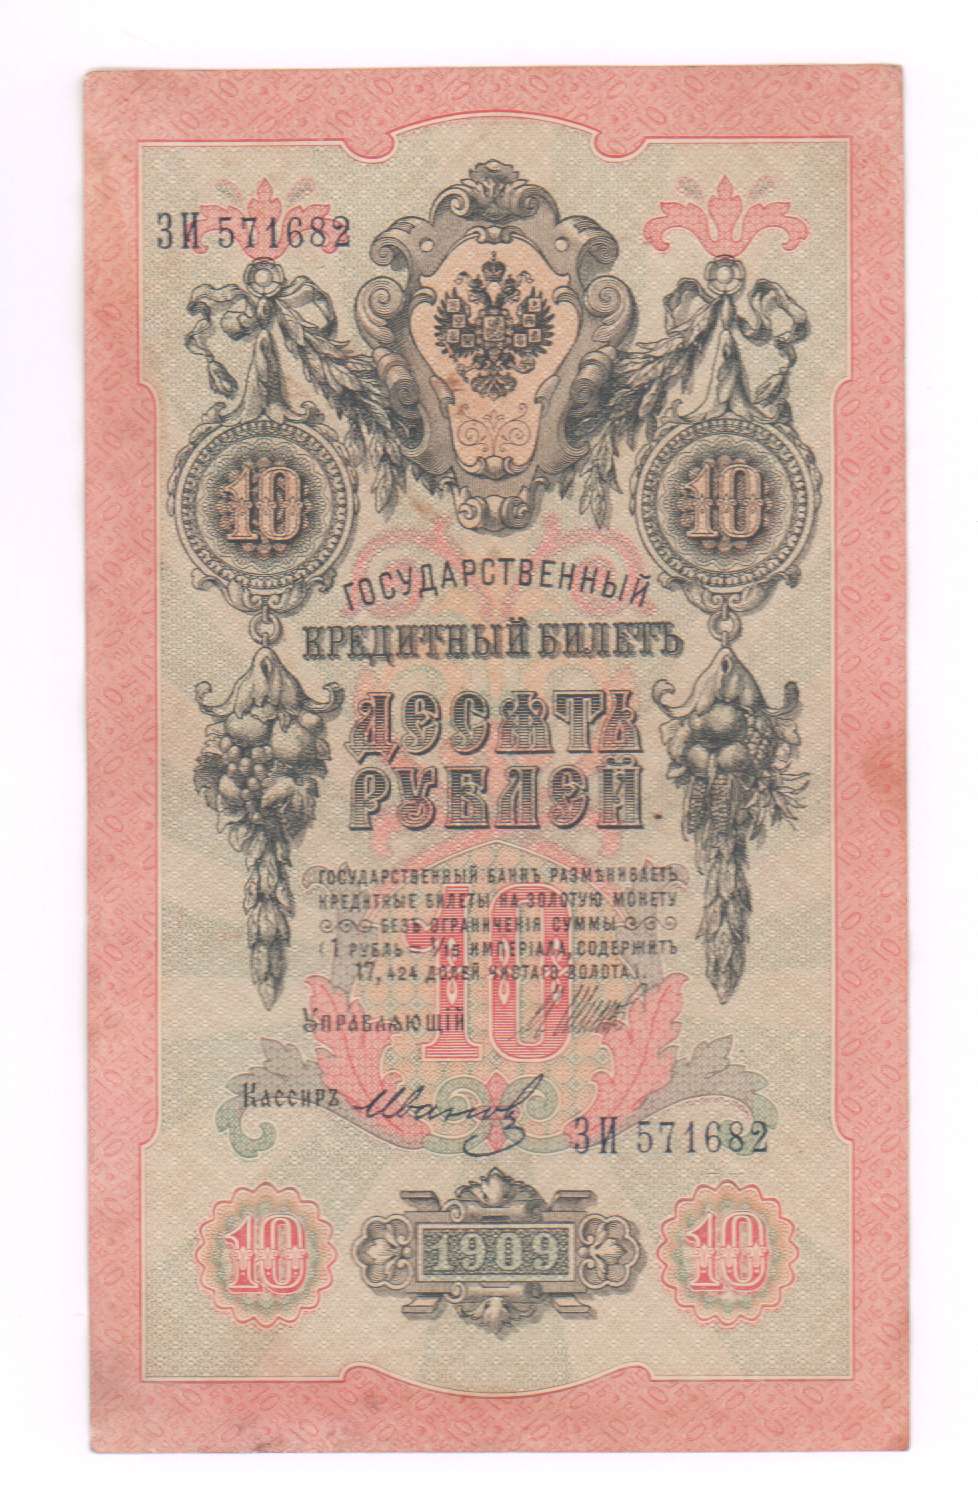 ЗИ 571682
10 10
ГОСУДАРСТВЕННЫЙ
КРЕДИТНЫЙ БИЛЕТЪ
ДЕСЯТЬ
РУБЛЕЙ
ГОСУДАРСТВЕННЫЙ БАНКЪ РАЗМѢНИВАЕТЪ
КРЕДИТНЫЕ БИЛЕТЫ НА ЗОЛОТУЮ МОНЕТУ
БЕЗЪ ОГРАНИЧЕНІЯ СУММЫ
(1 РУБЛЬ = 1/15 ИМПЕРІАЛА, СОДЕРЖИТЪ
17,424 ДОЛЕЙ ЧИСТАГО ЗОЛОТА).
10
УПРАВЛЯЮЩІЙ
КАССИРЪ Иванов
ЗИ 571682
10 1909 10